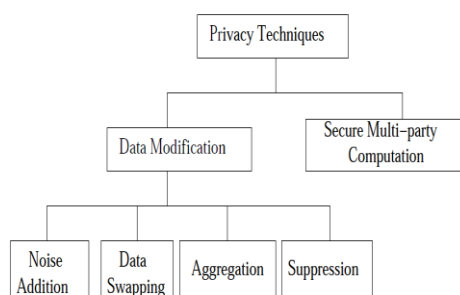 Privacy Techniques
Data Modification
Secure Multi-party
Computation
Noise
Addition
Data
Swapping
Aggregation
Suppression